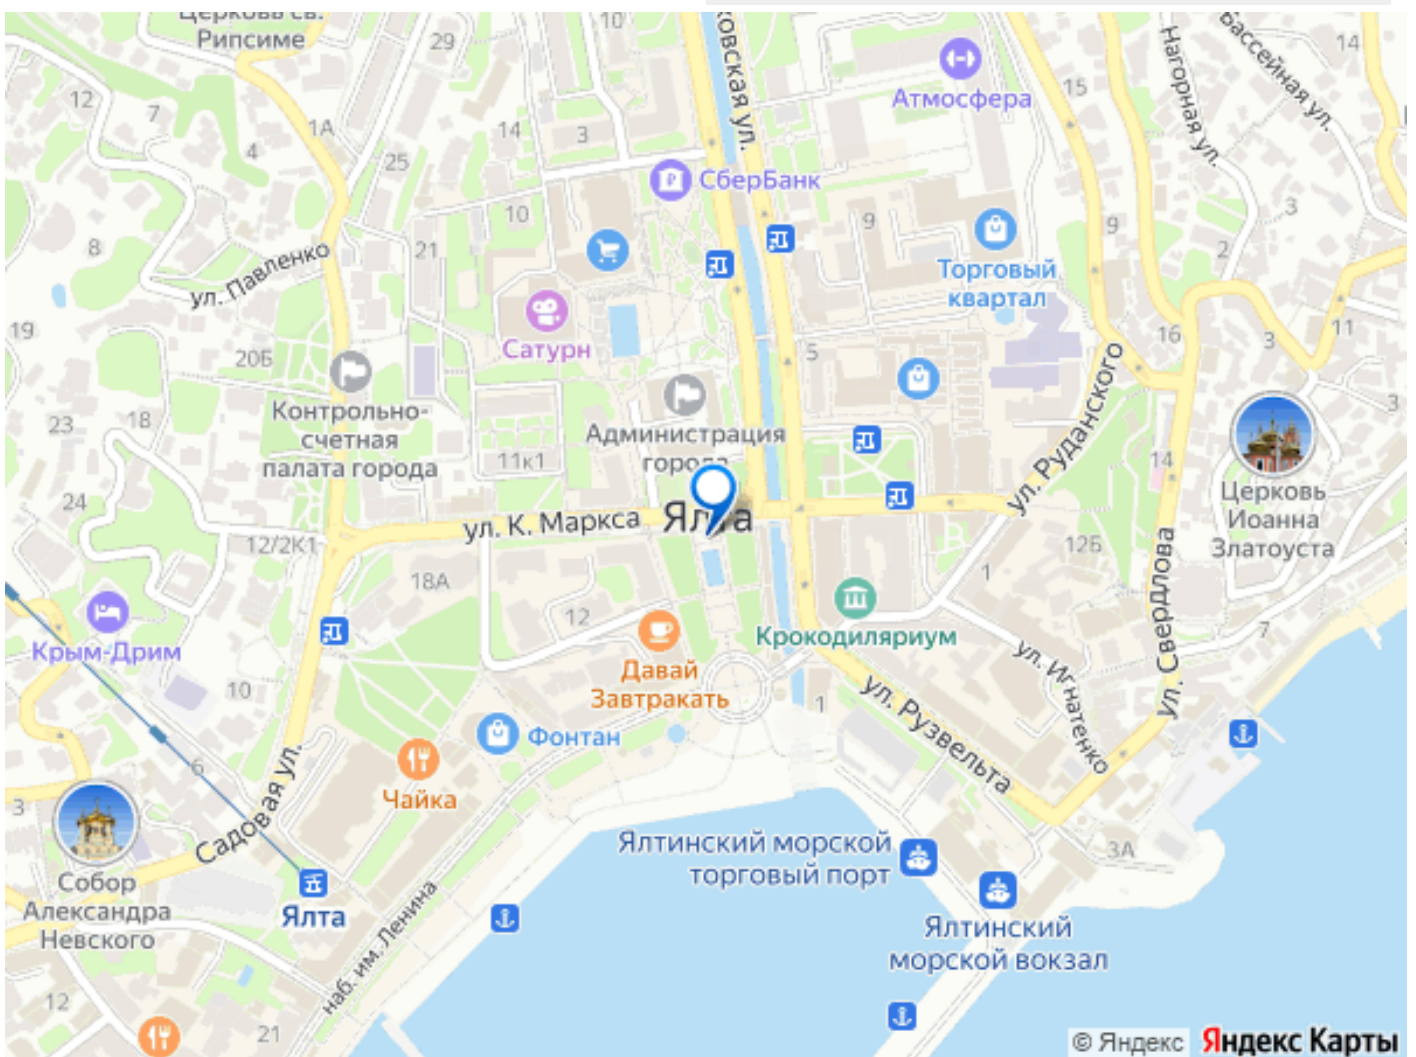 Церковь св.
Рипсиме
29
ковская ул.
Атмосфера
15
Нагорная ул.
Бассейная ул.
14
12
7
1А
4
25
14
3
СберБанк
10
9
9
3
2
8
21
ул. Павленко
Торговый
квартал
19
20Б
Сатурн
5
16
3
11
Контрольно-
счетная
палата города
Администрация
города
ул. Руданского
3
23
18
11к1
14
24
Церковь
Иоанна
Златоуста
ул. К. Маркса
Ялта
12/2К1
18А
12Б
1
12
Крым-Дрим
Крокодиляриум
7
ул. Свердлова
Давай
Завтракать
ул. Игнатенко
10
1
ул. Рузвельта
Фонтан
6
Чайка
3
Садовая ул.
Ялтинский морской
торговый порт
3А
Собор
Александра
Невского
Ялта
наб. им. Ленина
Ялтинский
морской вокзал
12
21
© Яндекс Яндекс Карты